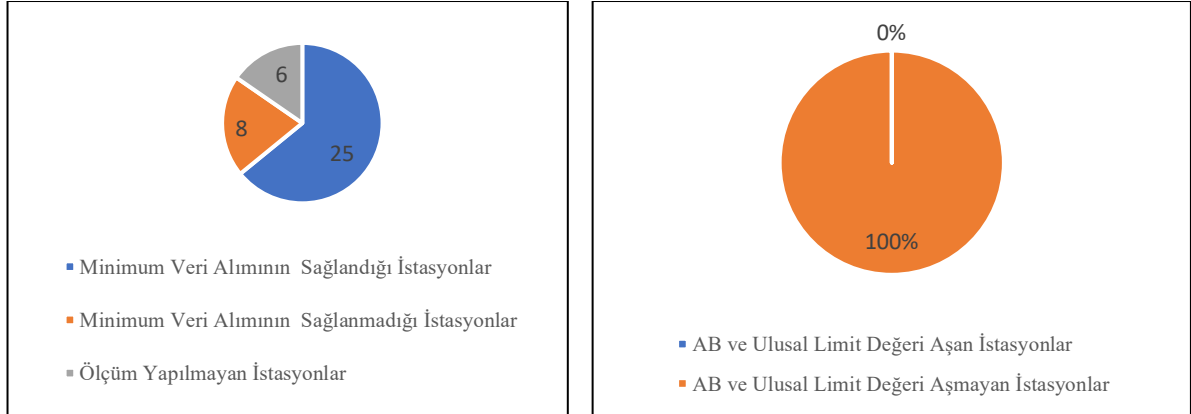 6
8
25
Minimum Veri Alımının Sağlandığı İstasyonlar
Minimum Veri Alımının Sağlanmadığı İstasyonlar
Ölçüm Yapılmayan İstasyonlar
0%
100%
AB ve Ulusal Limit Değeri Aşan İstasyonlar
AB ve Ulusal Limit Değeri Aşmayan İstasyonlar